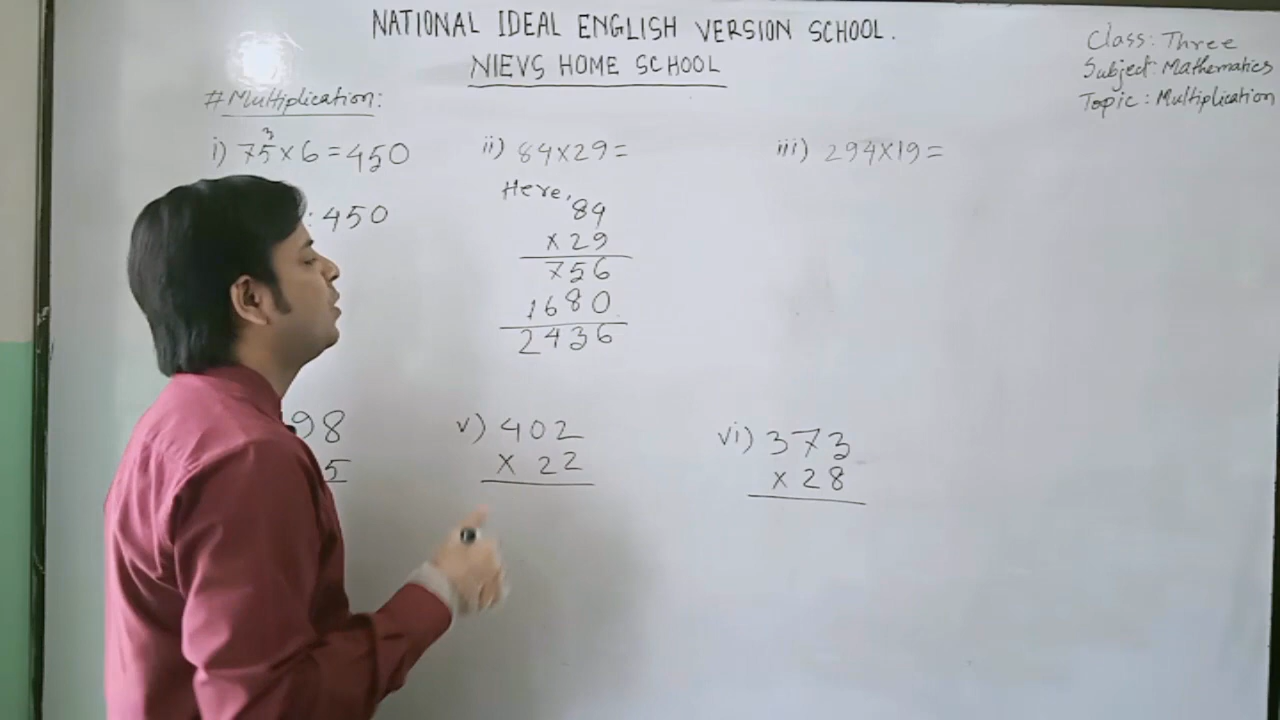 NATIONAL IDEAL ENGLISH VERSION SCHOOL.
NIEVS HOME SCHOOL
Class: Three
Subject: Mathematics
Topic: Multiplication
# Multiplication:
3
i) 75×6=450
: 450
ii) 84×29=
Here,
84
×29
756
1680
2436
iii) 294×19=
98
5
v) 402
× 22
vi) 373
× 28